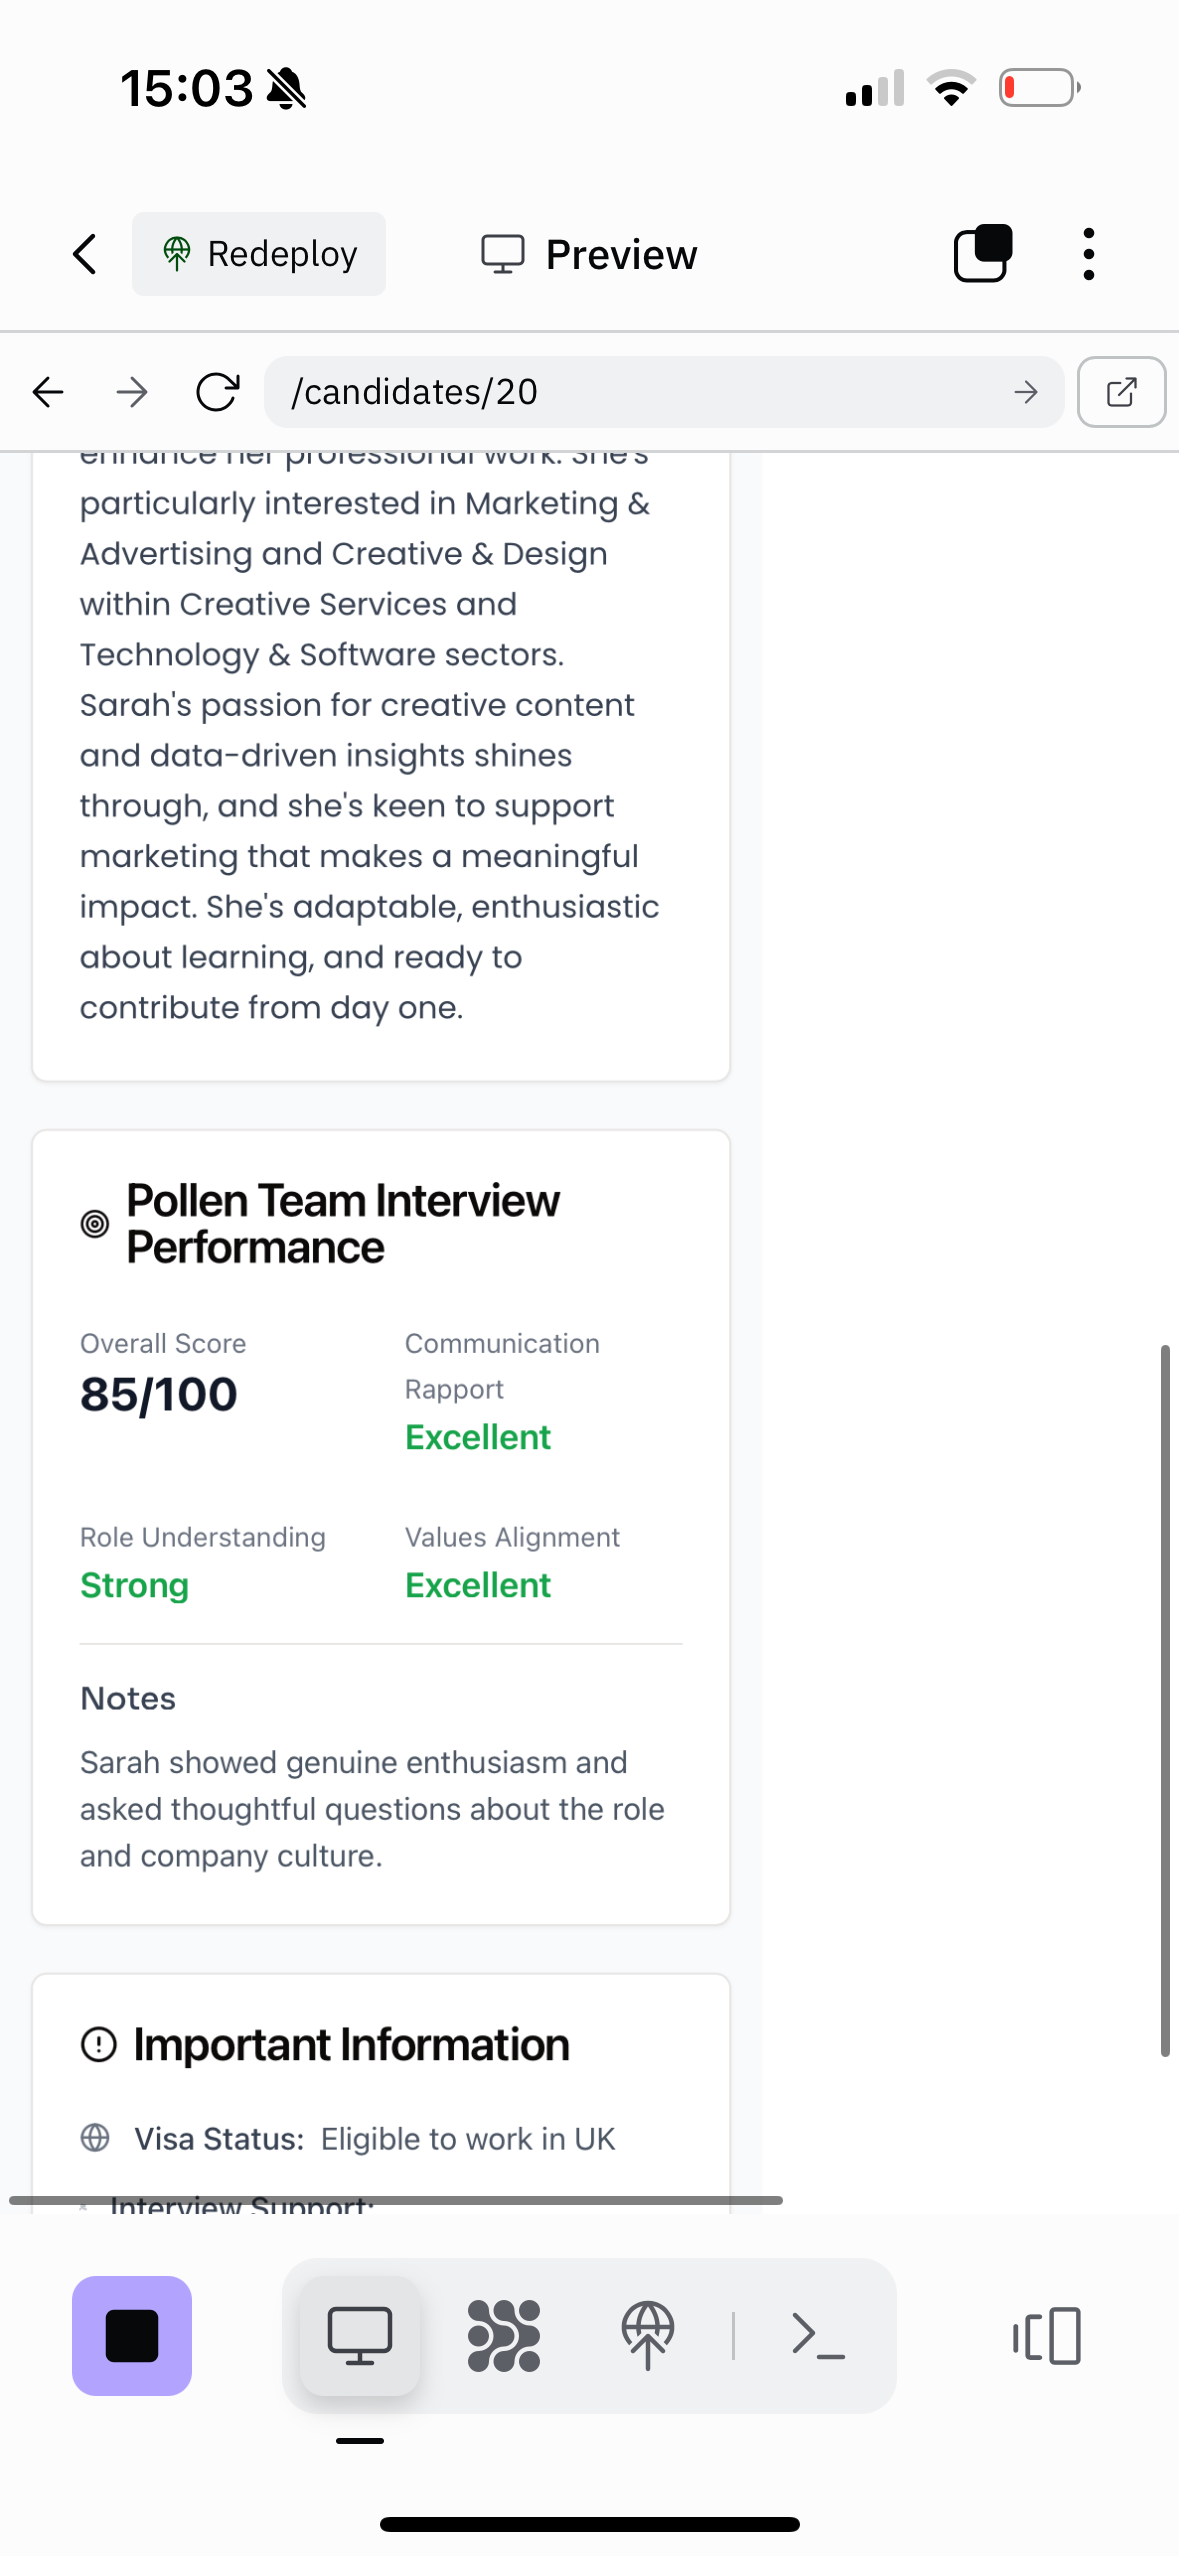 15:03
Redeploy
Preview
/candidates/20
enhance her professional work. She's
particularly interested in Marketing &
Advertising and Creative & Design
within Creative Services and
Technology & Software sectors.
Sarah's passion for creative content
and data-driven insights shines
through, and she's keen to support
marketing that makes a meaningful
impact. She's adaptable, enthusiastic
about learning, and ready to
contribute from day one.
Pollen Team Interview
Performance
Overall Score
85/100
Communication
Rapport
Excellent
Role Understanding
Strong
Values Alignment
Excellent
Notes
Sarah showed genuine enthusiasm and
asked thoughtful questions about the role
and company culture.
Important Information
Visa Status: Eligible to work in UK
Interview Support: